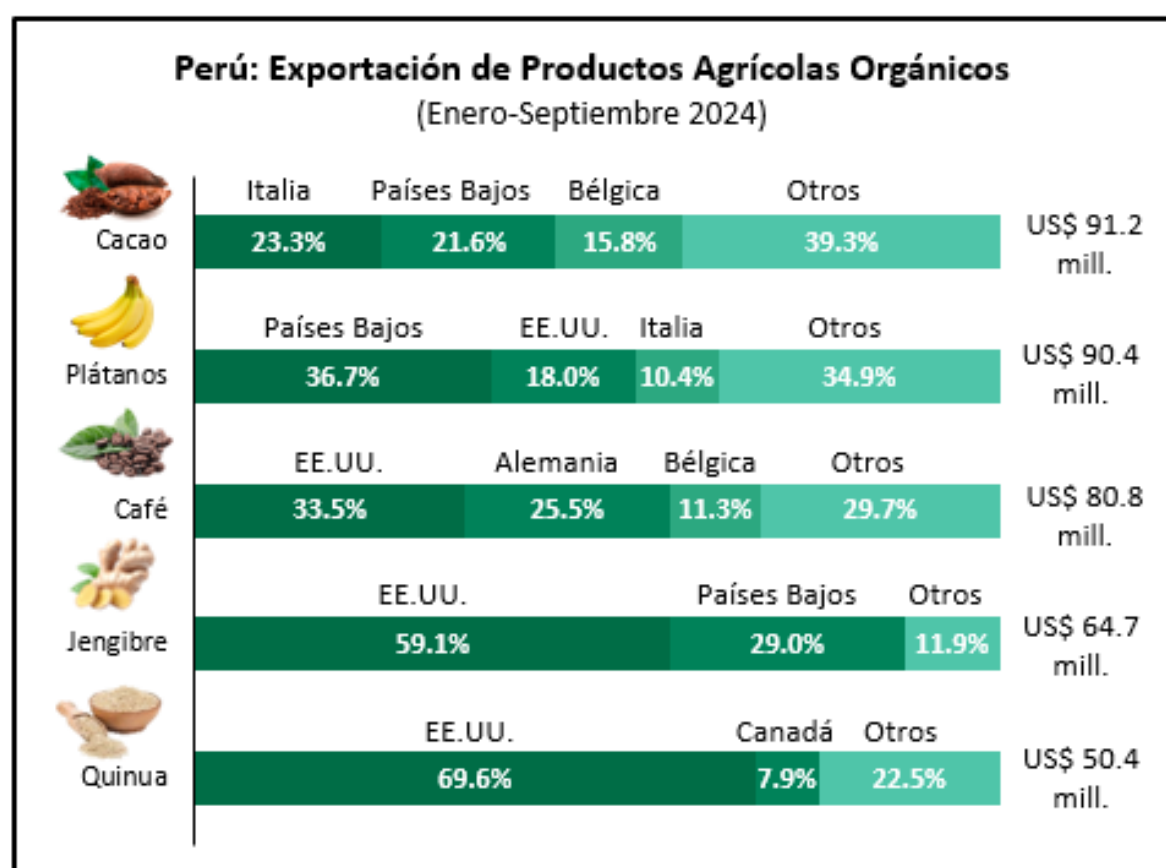 Perú: Exportación de Productos Agrícolas Orgánicos
(Enero-Septiembre 2024)
Italia Países Bajos Bélgica Otros
Cacao 23.3% 21.6% 15.8% 39.3% US$ 91.2
mill.
Países Bajos EE.UU. Italia Otros
Plátanos 36.7% 18.0% 10.4% 34.9% US$ 90.4
mill.
EE.UU. Alemania Bélgica Otros
Café 33.5% 25.5% 11.3% 29.7% US$ 80.8
mill.
EE.UU. Países Bajos Otros
Jengibre 59.1% 29.0% 11.9% US$ 64.7
mill.
EE.UU. Canadá Otros
Quinua 69.6% 7.9% 22.5% US$ 50.4
mill.